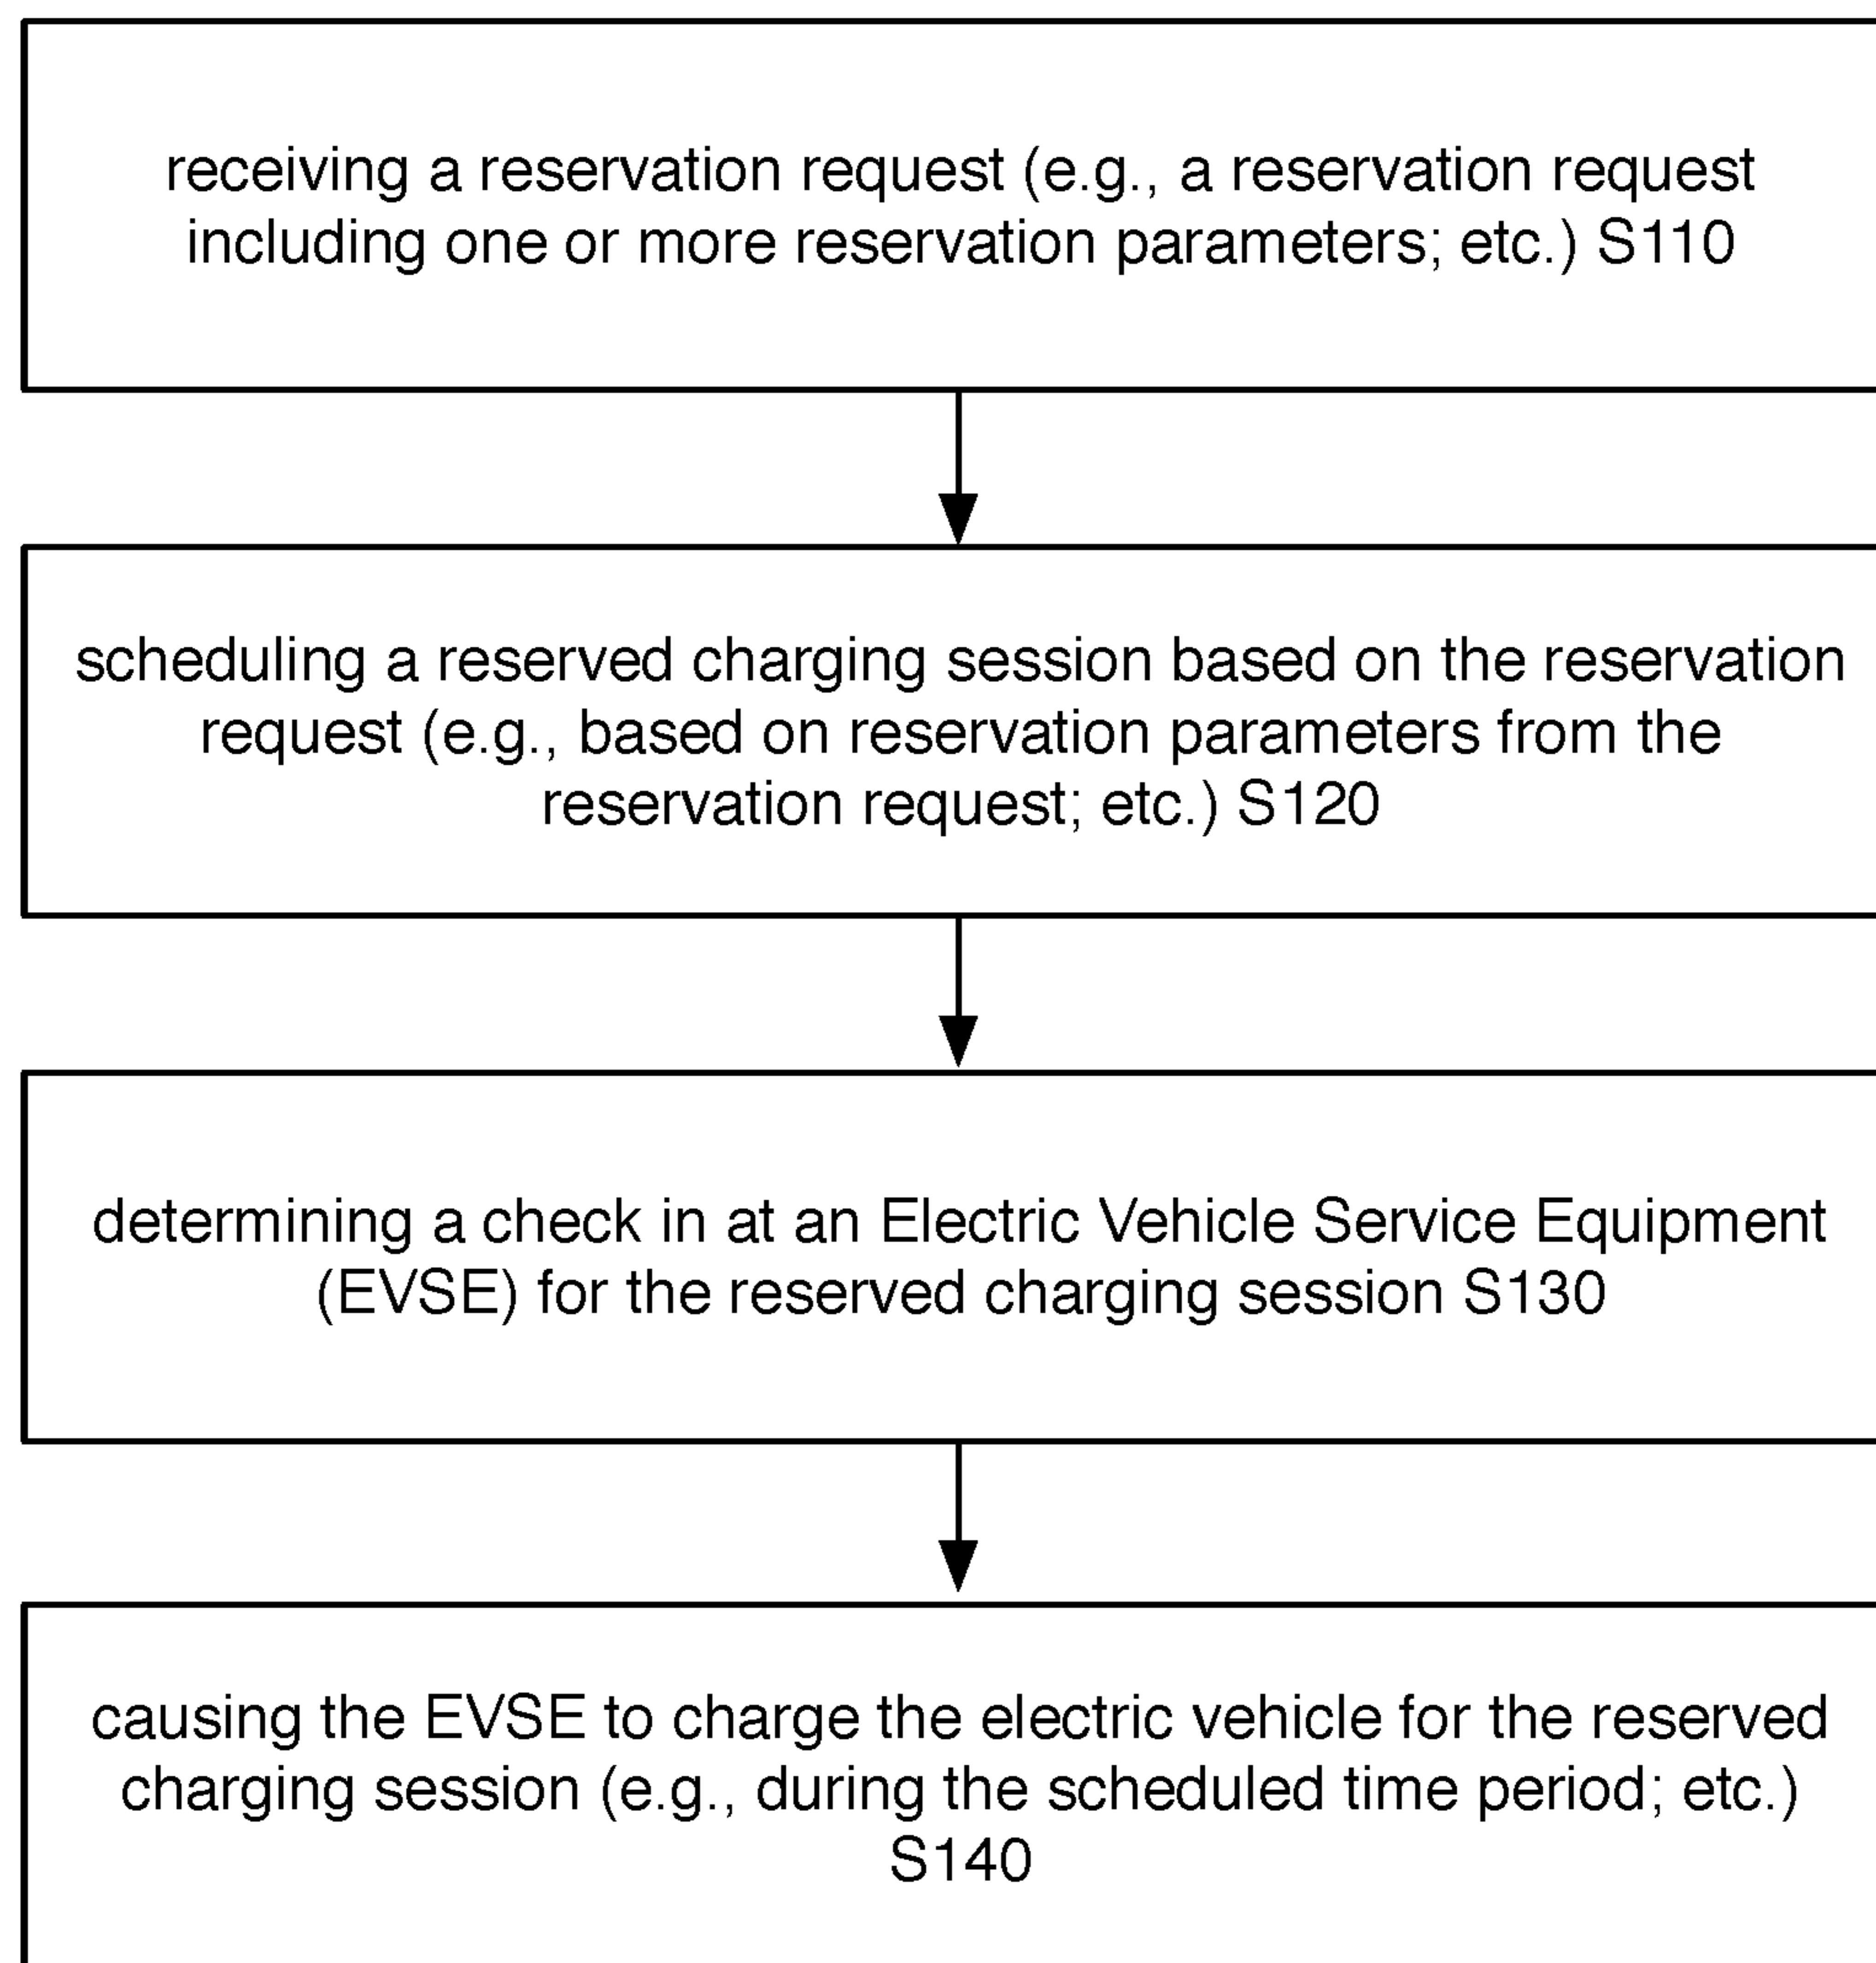 receiving a reservation request (e.g., a reservation request
including one or more reservation parameters; etc.) S110
scheduling a reserved charging session based on the reservation
request (e.g., based on reservation parameters from the
reservation request; etc.) S120
determining a check in at an Electric Vehicle Service Equipment
(EVSE) for the reserved charging session S130
causing the EVSE to charge the electric vehicle for the reserved
charging session (e.g., during the scheduled time period; etc.)
S140